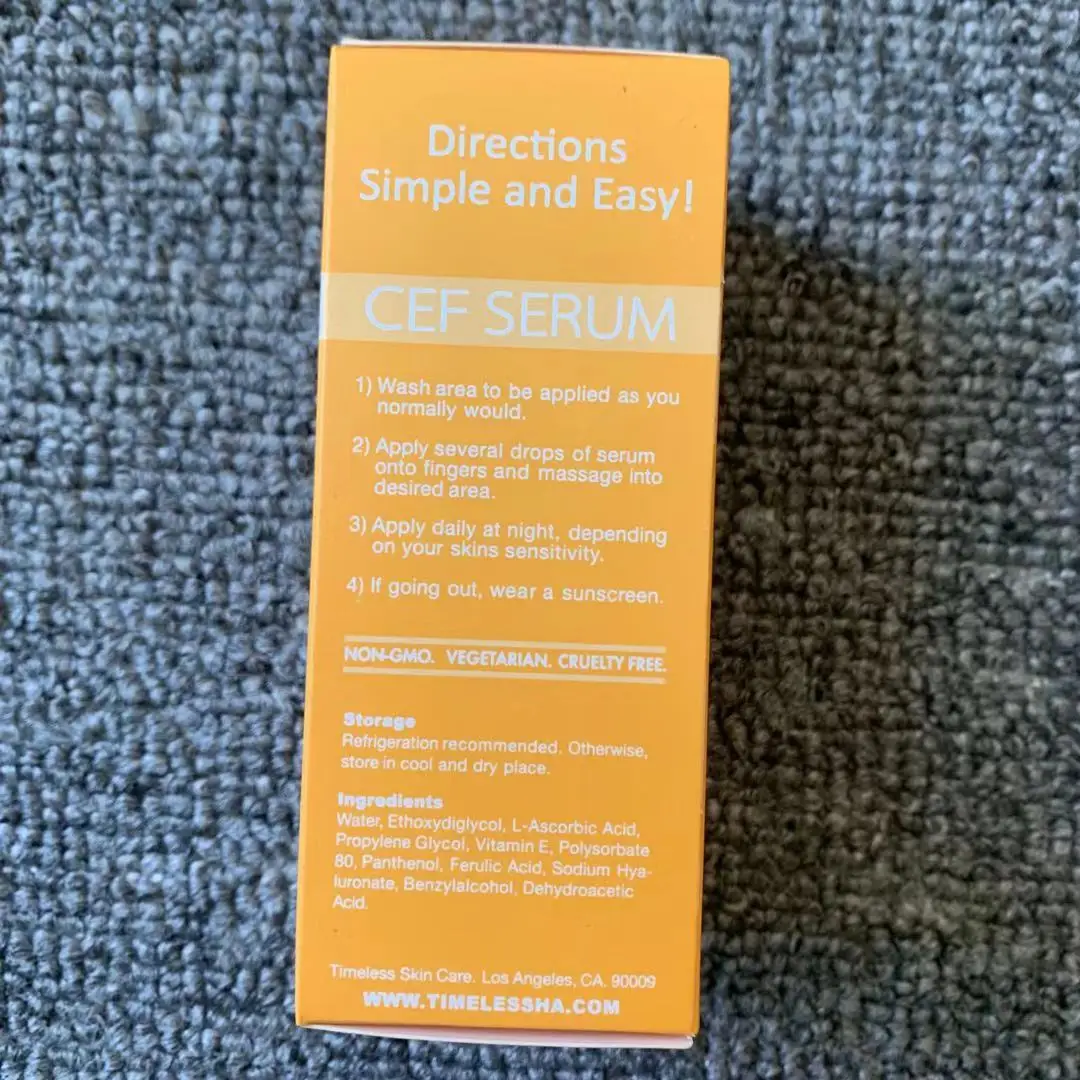 Directions
Simple and Easy!
CEF SERUM
1) Wash area to be applied as you
normally would.
2) Apply several drops of serum
onto fingers and massage into
desired area.
3) Apply daily at night, depending
on your skins sensitivity.
4) If going out, wear a sunscreen.
NON-GMO. VEGETARIAN. CRUELTY FREE.
Storage
Refrigeration recommended. Otherwise,
store in cool and dry place.
Ingredients
Water, Ethoxydiglycol, L-Ascorbic Acid,
Propylene Glycol, Vitamin E, Polysorbate
80, Panthenol, Ferulic Acid, Sodium Hya-
luronate, Benzylalcohol, Dehydroacetic
Acid.
Timeless Skin Care. Los Angeles, CA. 90009
WWW.TIMELESSHA.COM